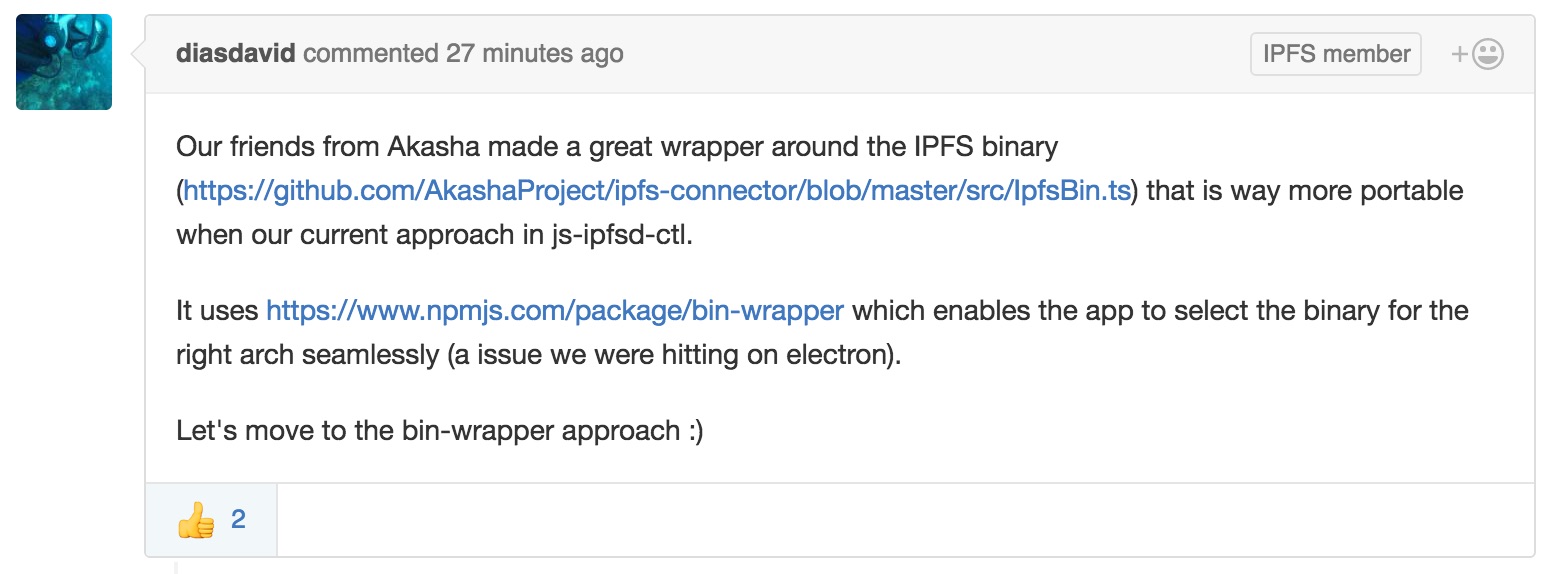 diasdavid commented 27 minutes ago IPFS member +
Our friends from Akasha made a great wrapper around the IPFS binary
(https://github.com/AkashaProject/ipfs-connector/blob/master/src/IpfsBin.ts) that is way more portable
when our current approach in js-ipfsd-ctl.
It uses https://www.npmjs.com/package/bin-wrapper which enables the app to select the binary for the
right arch seamlessly (a issue we were hitting on electron).
Let's move to the bin-wrapper approach :)
2